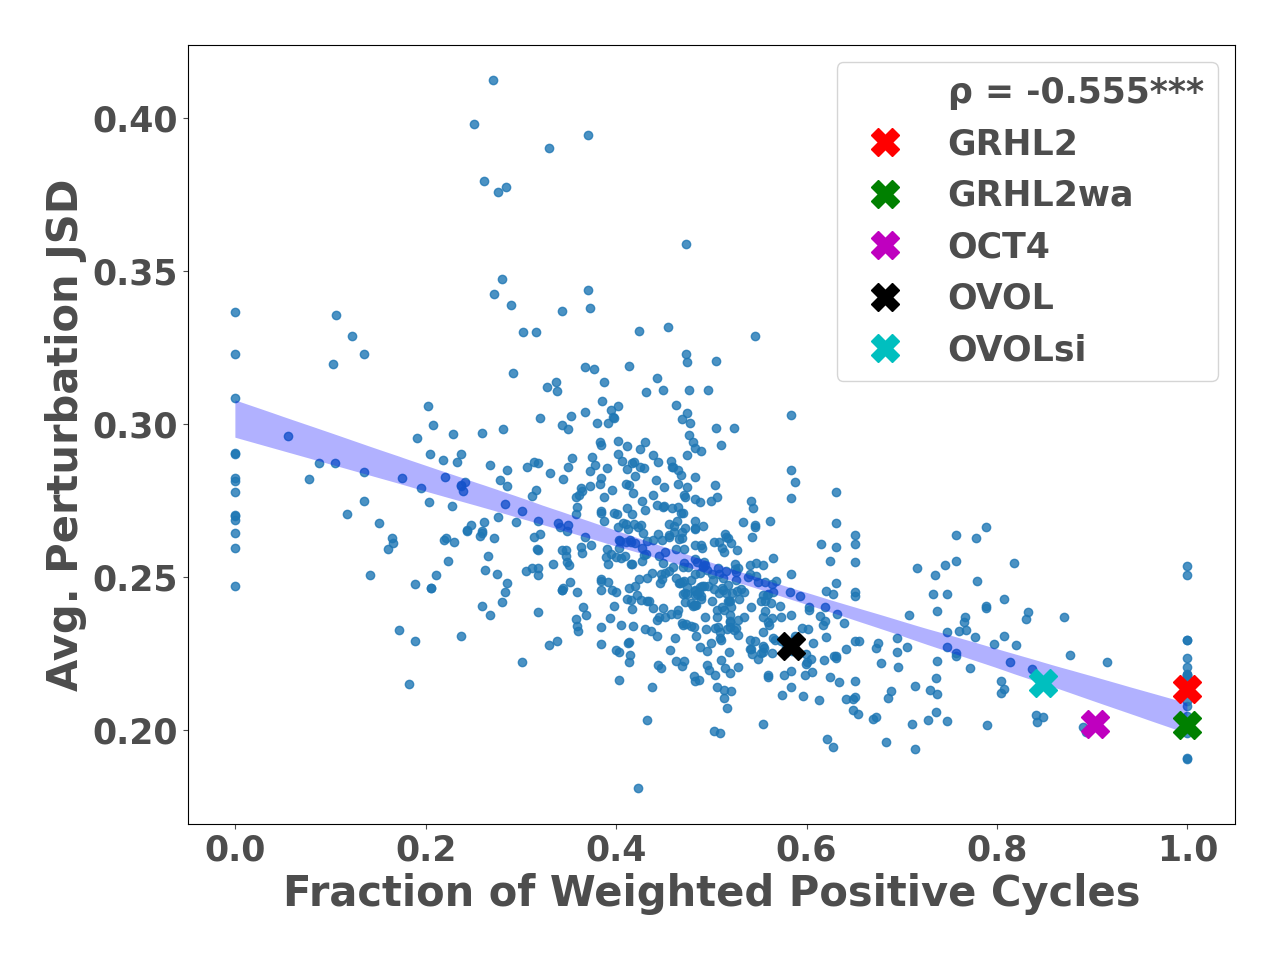 ρ = -0.555***
GRHL2
GRHL2wa
OCT4
OVOL
OVOLsi
Avg. Perturbation JSD
0.40
0.35
0.30
0.25
0.20
0.0 0.2 0.4 0.6 0.8 1.0
Fraction of Weighted Positive Cycles